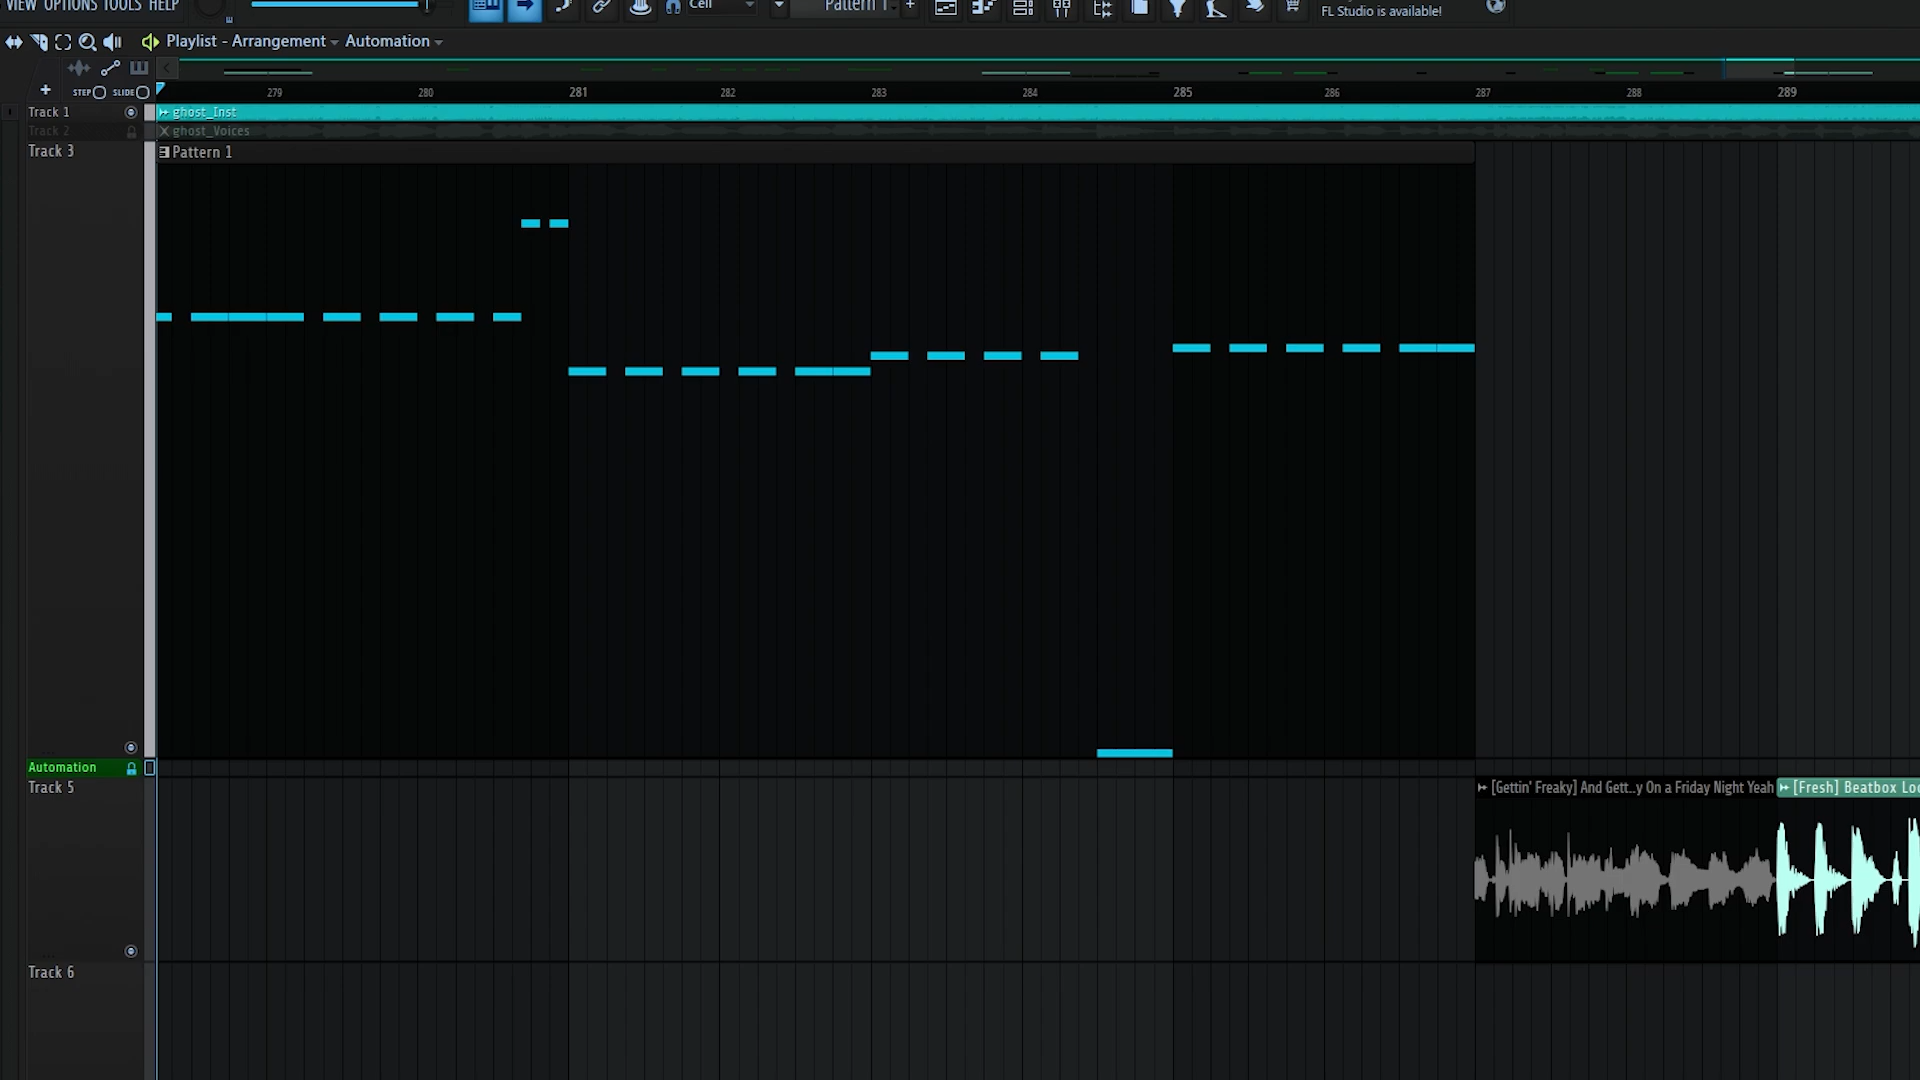 VIEW OPTIONS TOOLS HELP
Cell
Pattern 1
+
FL Studio is available!
Playlist - Arrangement
Automation
STEP SLIDE
279 280 281 282 283 284 285 286 287 288 289
Track 1
ghost_Inst
Track 2
ghost_Voices
Track 3
Pattern 1
Automation
Track 5
[Gettin' Freaky] And Gett..y On a Friday Night Yeah
[Fresh] Beatbox Loo
Track 6